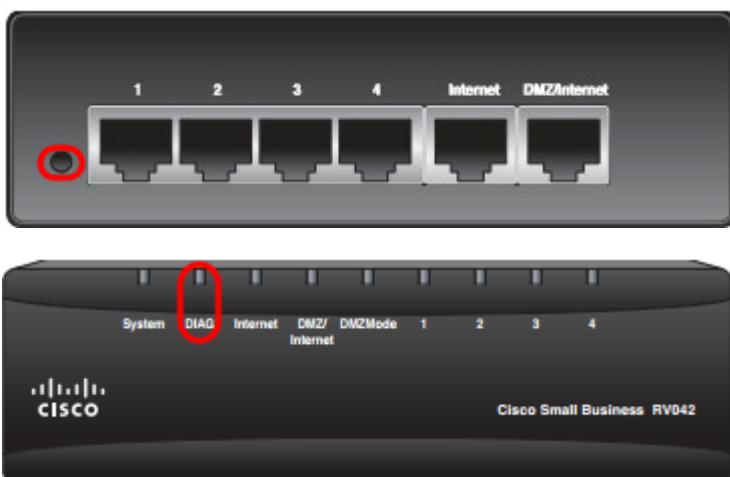 1 2 3 4 Internet DMZ/Internet
System DIAG Internet DMZ/ DMZMode 1 2 3 4
Internet
CISCO
Cisco Small Business RV042